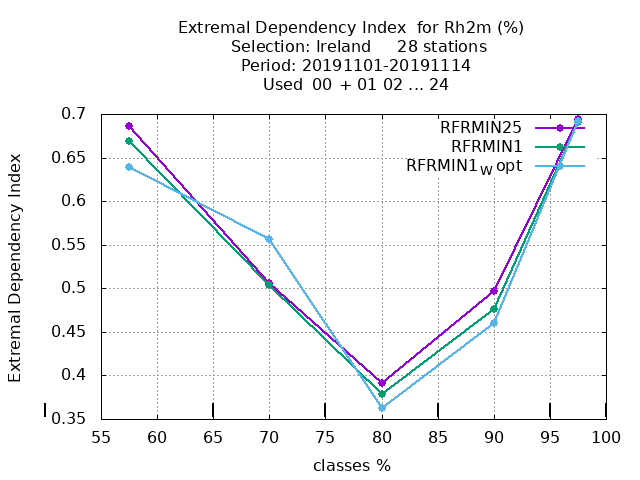 Extremal Dependency Index for Rh2m (%)
Selection: Ireland 28 stations
Period: 20191101-20191114
Used 00 + 01 02 ... 24
0.7
0.65
0.6
0.55
0.5
0.45
0.4
0.35
Extremal Dependency Index
RFRMIN25
RFRMIN1
RFRMIN1W opt
55 60 65 70 75 80 85 90 95 100
classes %